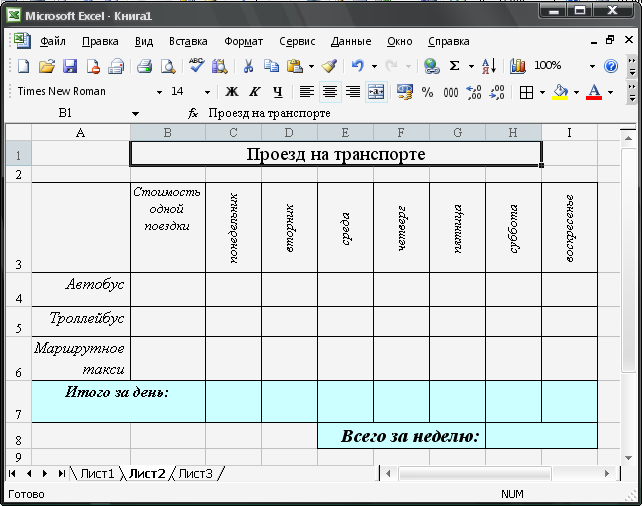 Microsoft Excel - Книга1
Файл Правка Вид Вставка Формат Сервис Данные Окно Справка
100%
Times New Roman 14 Ж К Ч % 000
B1 fx Проезд на транспорте
A B C D E F G H I
1 Проезд на транспорте
2
3 Стоимость одной поездки понедельник вторник среда четверг пятница суббота воскресенье
4 Автобус
5 Троллейбус
6 Маршрутное такси
7 Итого за день:
8 Всего за неделю:
9
Лист1 Лист2 Лист3
Готово NUM